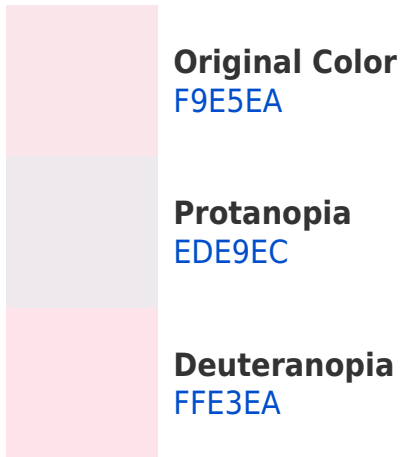 Original Color
F9E5EA
Protanopia
EDE9EC
Deuteranopia
FFE3EA